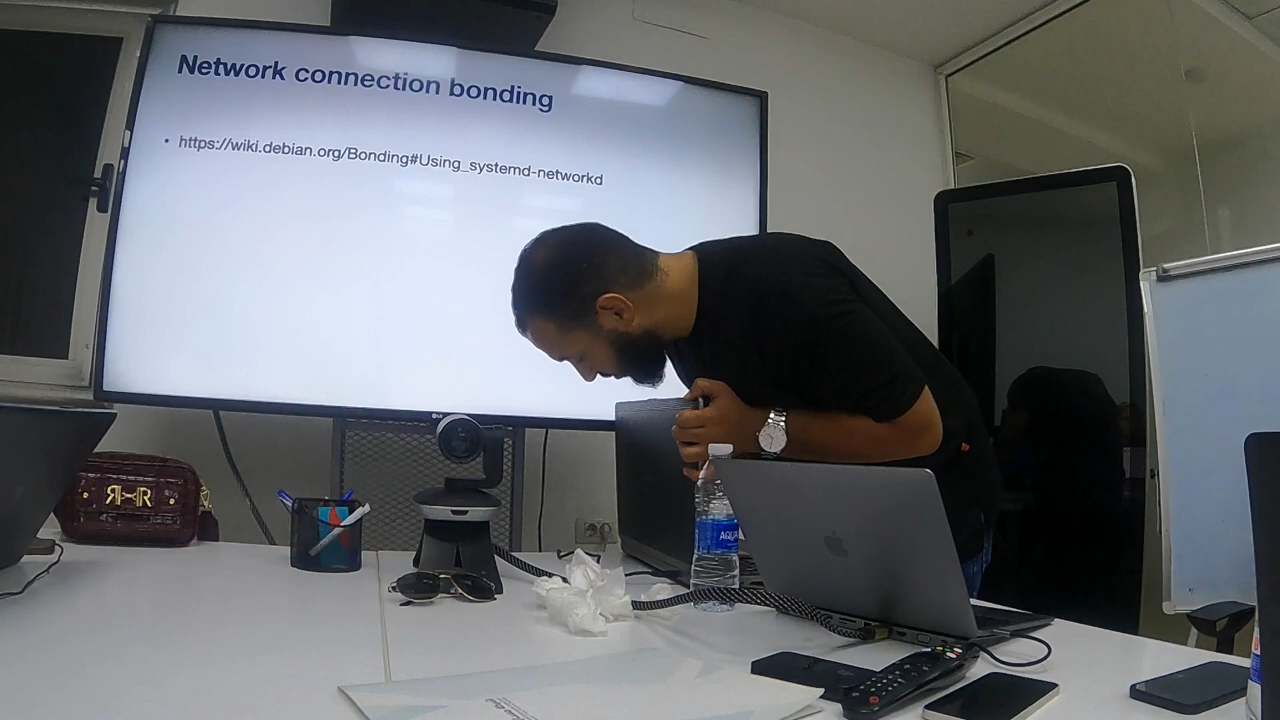 Network connection bonding
• https://wiki.debian.org/Bonding#Using_systemd-networkd
LG
AQUA